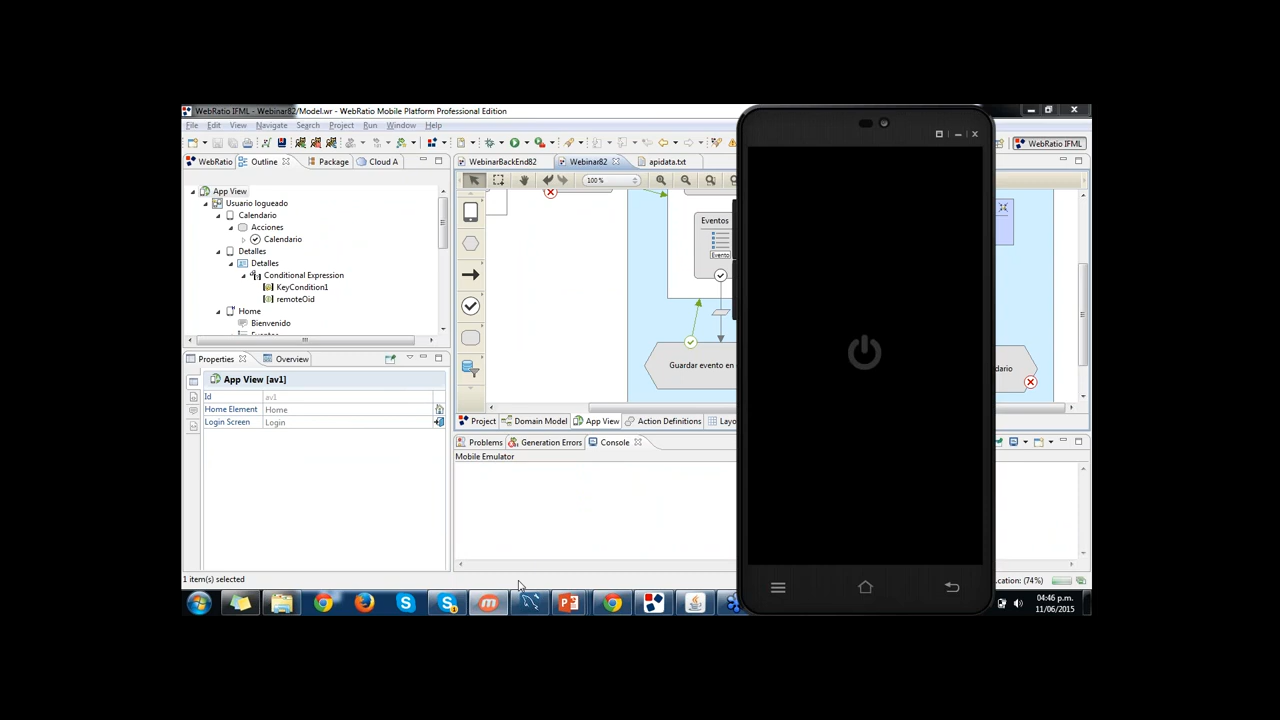 WebRatio IFML - Webinar82/Model.wr - WebRatio Mobile Platform Professional Edition
File Edit View Navigate Search Project Run Window Help
WebRatio IFML
WebRatio Outline Package Cloud A
WebinarBackEnd82 Webinar82 apidata.txt
100%
App View
Usuario logueado
Calendario
Acciones
Calendario
Detalles
Detalles
Conditional Expression
KeyCondition1
remoteOid
Home
Bienvenido
Eventos
Evento
Guardar evento en
dario
Properties Overview
App View [av1]
Id av1
Home Element Home
Login Screen Login
Project Domain Model App View Action Definitions Layo
Problems Generation Errors Console
Mobile Emulator
1 item(s) selected
cation: (74%)
04:46 p.m.
11/06/2015